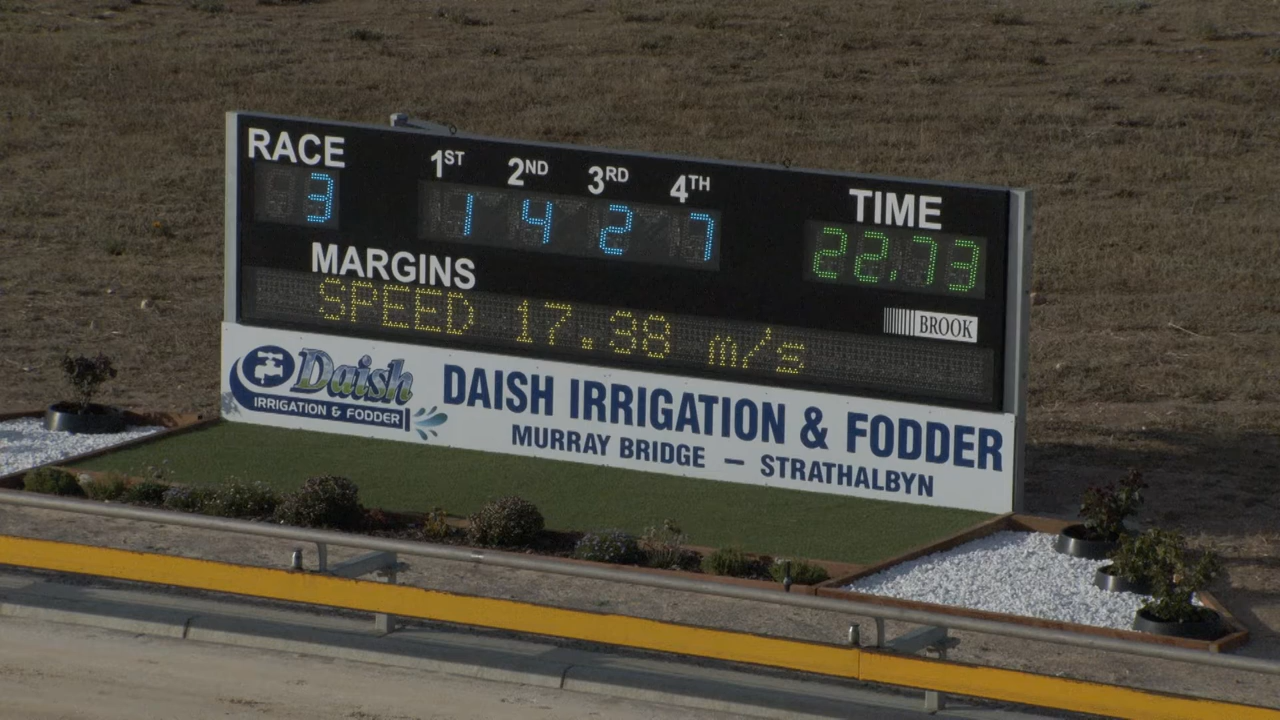 RACE 1ST 2ND 3RD 4TH TIME
3 1 4 2 7 22.73
MARGINS
SPEED 17.38 m/s
BROOK
Daish
IRRIGATION & FODDER
DAISH IRRIGATION & FODDER
MURRAY BRIDGE – STRATHALBYN